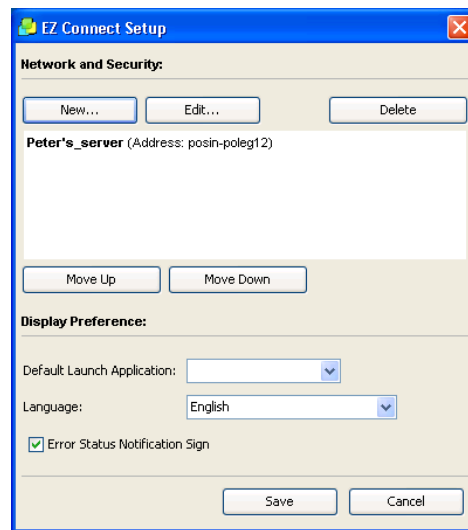 EZ Connect Setup
Network and Security:
New... Edit... Delete
Peter's_server (Address: posin-poleg12)
Move Up Move Down
Display Preference:
Default Launch Application:
Language: English
Error Status Notification Sign
Save Cancel